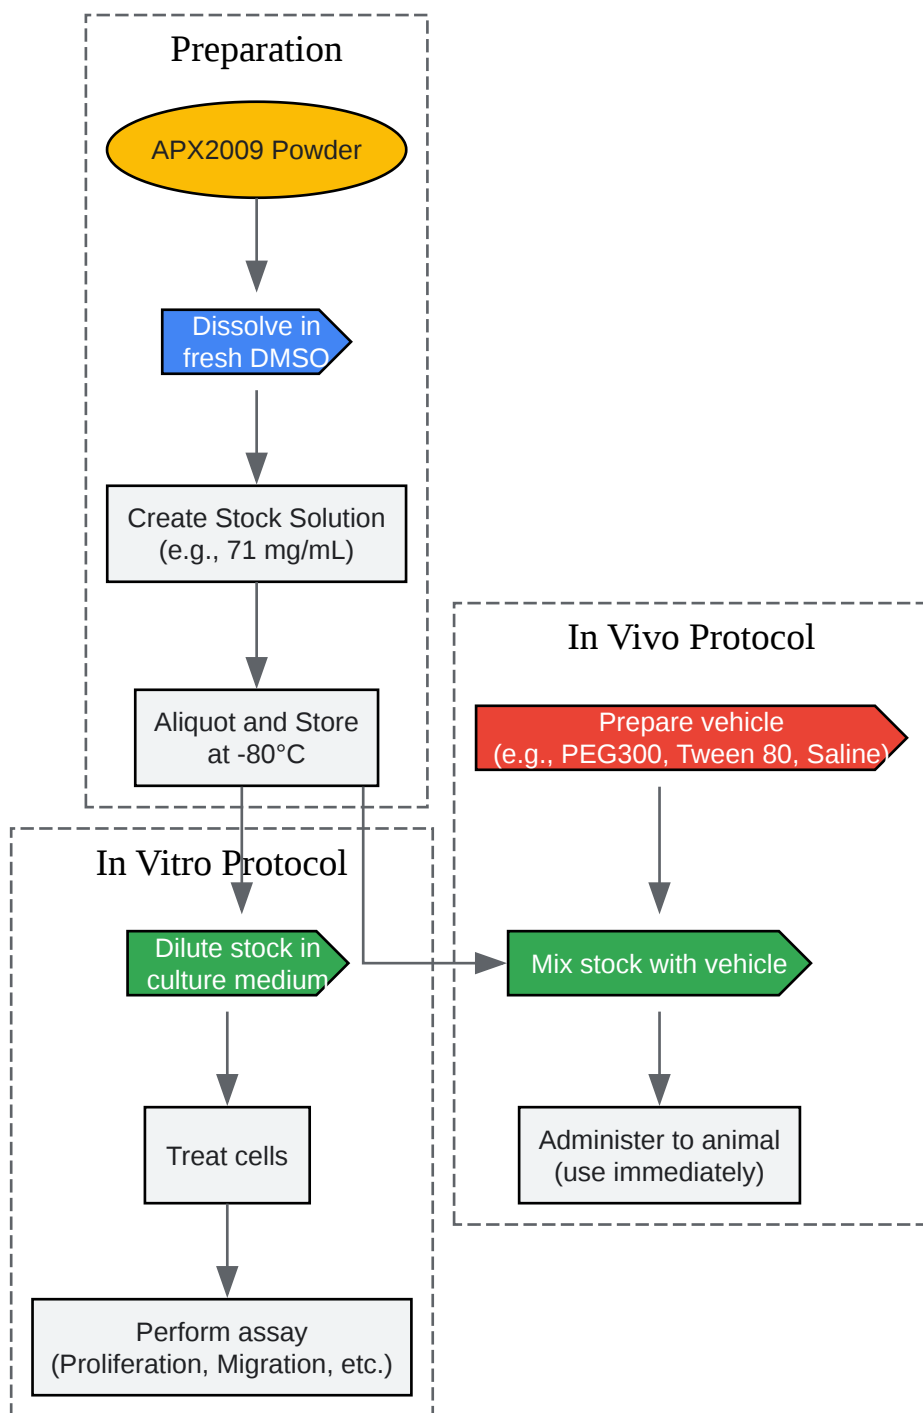 Preparation
APX2009 Powder
Dissolve in
fresh DMSO
Create Stock Solution
(e.g., 71 mg/mL)
Aliquot and Store
at -80°C
In Vitro Protocol
Dilute stock in
culture medium
Treat cells
Perform assay
(Proliferation, Migration, etc.)
In Vivo Protocol
Prepare vehicle
(e.g., PEG300, Tween 80, Saline)
Mix stock with vehicle
Administer to animal
(use immediately)